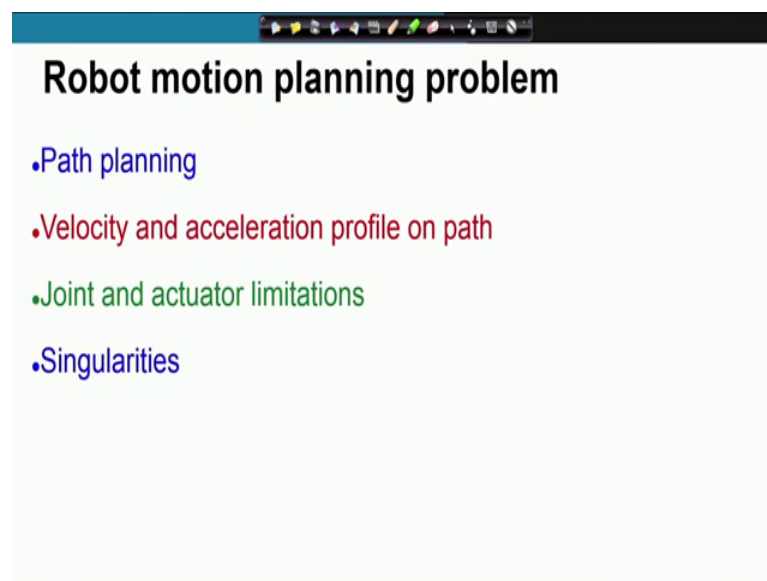 Robot motion planning problem
•Path planning
•Velocity and acceleration profile on path
•Joint and actuator limitations
•Singularities